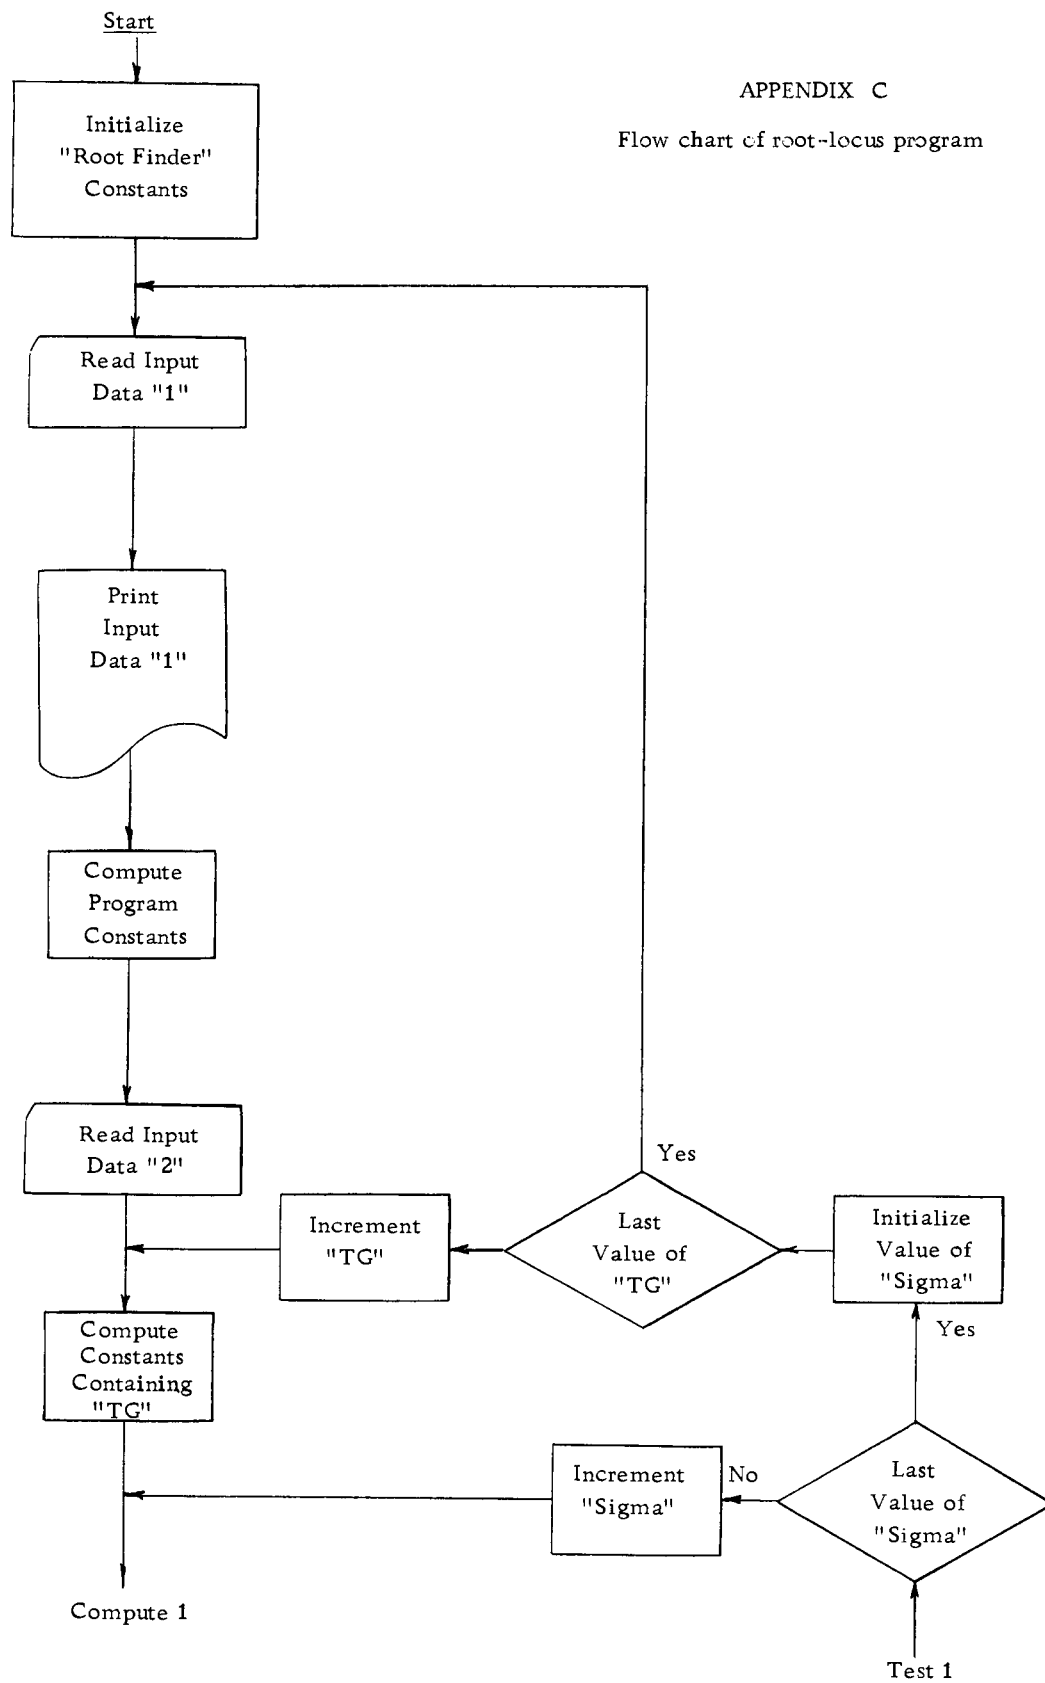 Start
APPENDIX C
Flow chart of root-locus program
Initialize
"Root Finder"
Constants
Read Input
Data "1"
Print
Input
Data "1"
Compute
Program
Constants
Read Input
Data "2"
Yes
Increment
"TG"
Last
Value of
"TG"
Initialize
Value of
"Sigma"
Yes
Compute
Constants
Containing
"TG"
Increment
"Sigma"
No
Last
Value of
"Sigma"
Compute 1
Test 1